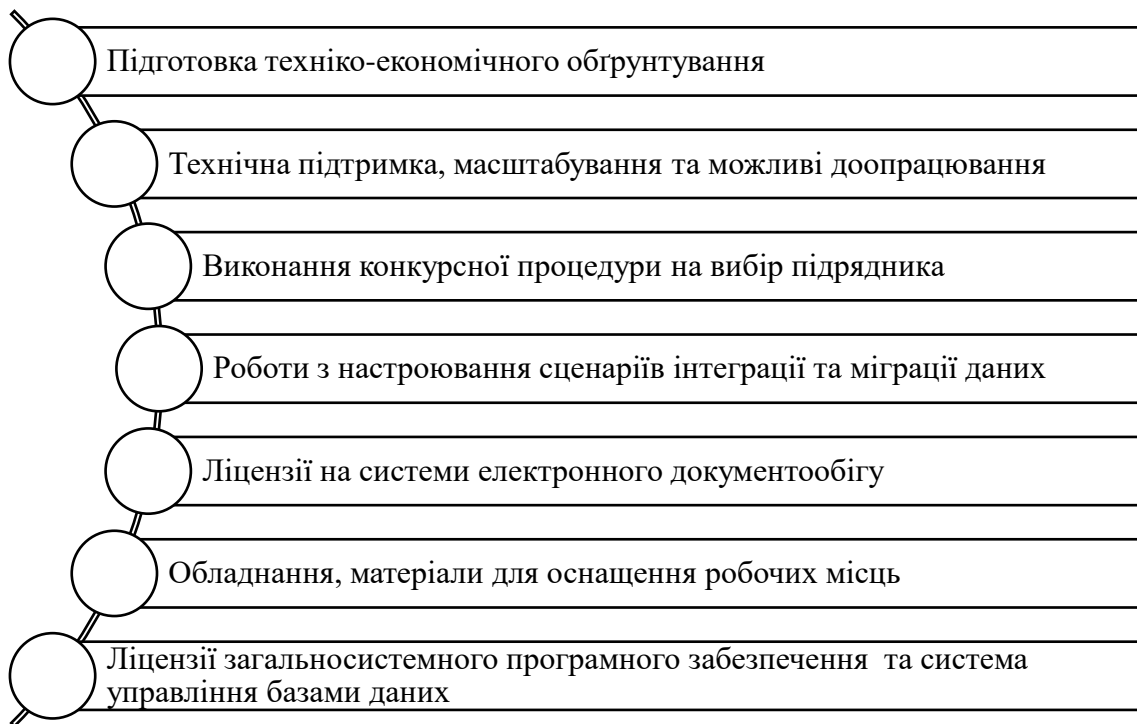 Підготовка техніко-економічного обґрунтування
Технічна підтримка, масштабування та можливі доопрацювання
Виконання конкурсної процедури на вибір підрядника
Роботи з настроювання сценаріїв інтеграції та міграції даних
Ліцензії на системи електронного документообігу
Обладнання, матеріали для оснащення робочих місць
Ліцензії загальносистемного програмного забезпечення та система
управління базами даних